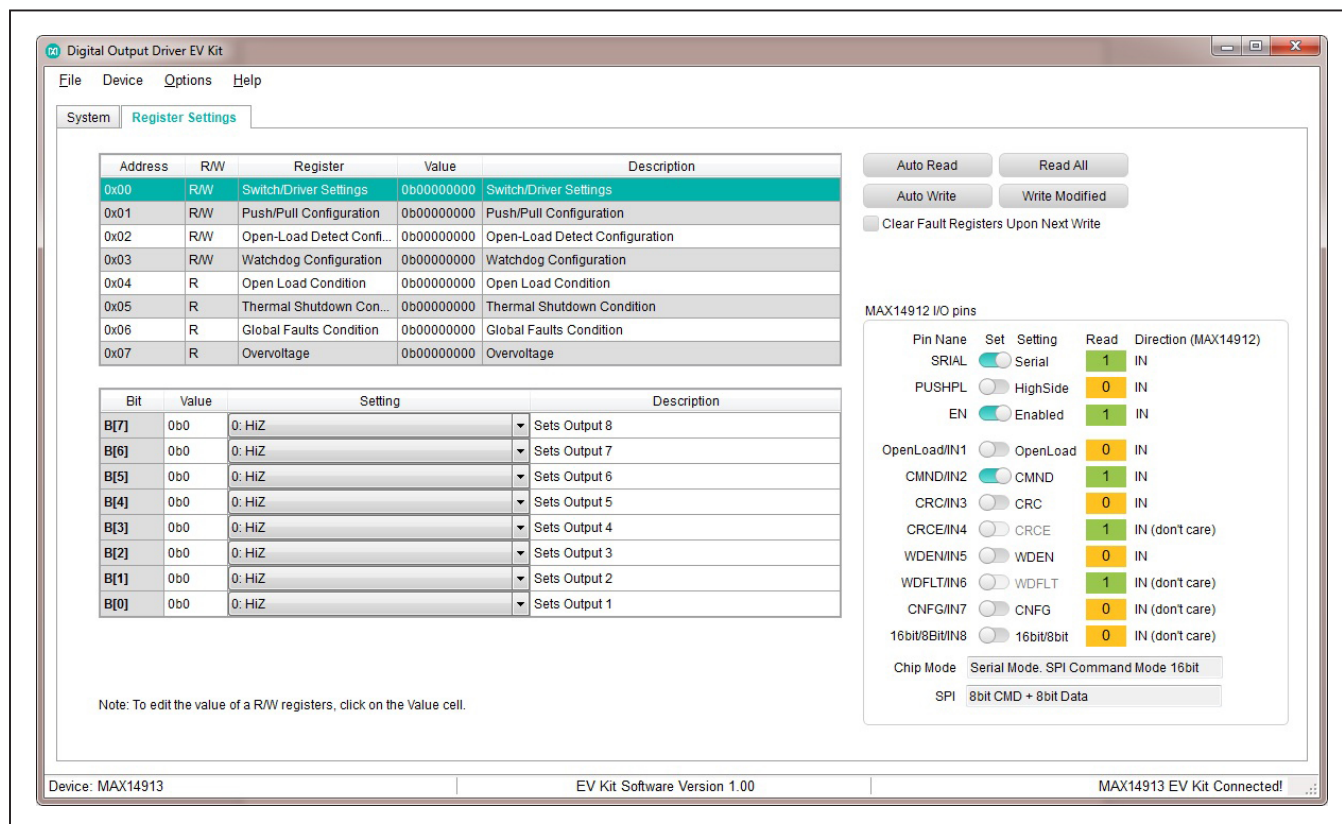 Digital Output Driver EV Kit
File Device Options Help
System Register Settings
Address R/W Register Value Description
0x00 R/W Switch/Driver Settings 0b00000000 Switch/Driver Settings
0x01 R/W Push/Pull Configuration 0b00000000 Push/Pull Configuration
0x02 R/W Open-Load Detect Confi... 0b00000000 Open-Load Detect Configuration
0x03 R/W Watchdog Configuration 0b00000000 Watchdog Configuration
0x04 R Open Load Condition 0b00000000 Open Load Condition
0x05 R Thermal Shutdown Con... 0b00000000 Thermal Shutdown Condition
0x06 R Global Faults Condition 0b00000000 Global Faults Condition
0x07 R Overvoltage 0b00000000 Overvoltage
Bit Value Setting Description
B[7] 0b0 0: HiZ Sets Output 8
B[6] 0b0 0: HiZ Sets Output 7
B[5] 0b0 0: HiZ Sets Output 6
B[4] 0b0 0: HiZ Sets Output 5
B[3] 0b0 0: HiZ Sets Output 4
B[2] 0b0 0: HiZ Sets Output 3
B[1] 0b0 0: HiZ Sets Output 2
B[0] 0b0 0: HiZ Sets Output 1
Note: To edit the value of a R/W registers, click on the Value cell.
Auto Read Read All
Auto Write Write Modified
Clear Fault Registers Upon Next Write
MAX14912 I/O pins
Pin Name Set Setting Read Direction (MAX14912)
SRIAL Serial 1 IN
PUSHPL HighSide 0 IN
EN Enabled 1 IN
OpenLoad/IN1 OpenLoad 0 IN
CMND/IN2 CMND 1 IN
CRC/IN3 CRC 0 IN
CRCE/IN4 CRCE 1 IN (don't care)
WDEN/IN5 WDEN 0 IN
WDFLT/IN6 WDFLT 1 IN (don't care)
CNFG/IN7 CNFG 0 IN (don't care)
16bit/8Bit/IN8 16bit/8bit 0 IN (don't care)
Chip Mode Serial Mode. SPI Command Mode 16bit
SPI 8bit CMD + 8bit Data
Device: MAX14913 EV Kit Software Version 1.00 MAX14913 EV Kit Connected!